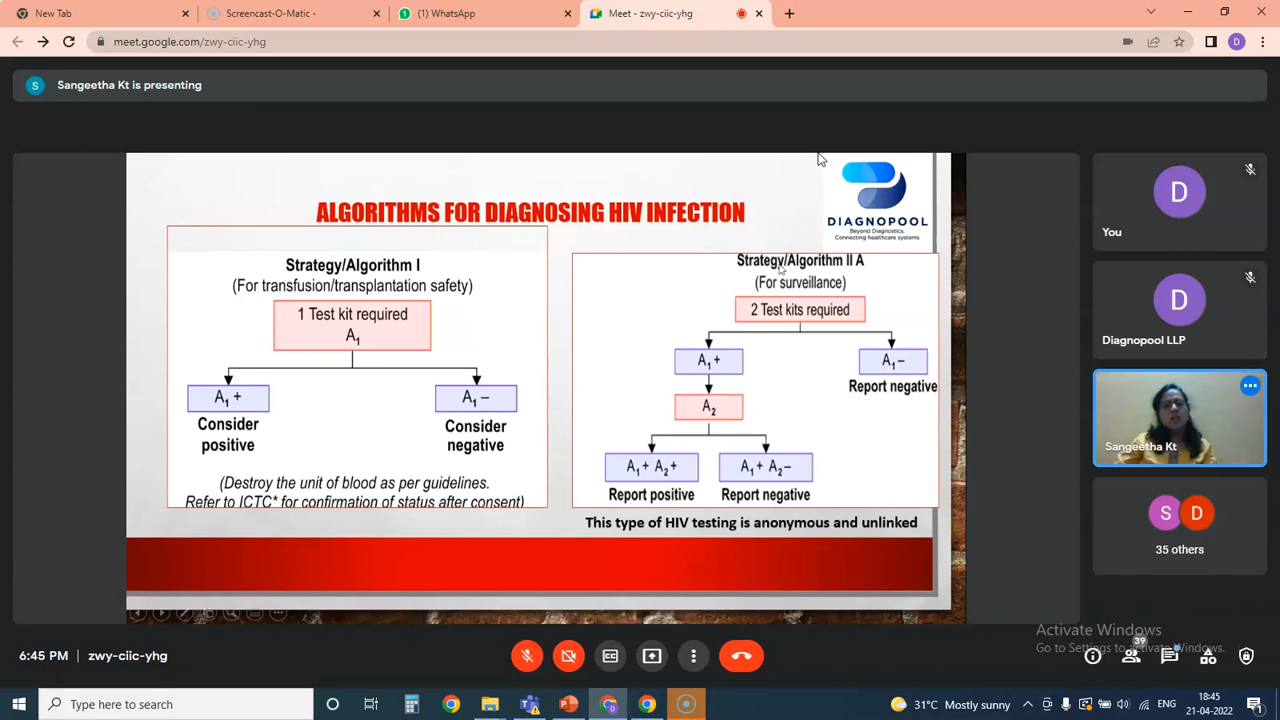 New Tab
Screencast-O-Matic -
(1) WhatsApp
Meet - zwy-ciic-yhg
meet.google.com/zwy-ciic-yhg
D
S
Sangeetha Kt is presenting
ALGORITHMS FOR DIAGNOSING HIV INFECTION
DIAGNOPOOL
Beyond Diagnostics,
Connecting healthcare systems
Strategy/Algorithm I
(For transfusion/transplantation safety)
1 Test kit required
A1
A1 +
A1 −
Consider
positive
Consider
negative
(Destroy the unit of blood as per guidelines.
Refer to ICTC* for confirmation of status after consent)
Strategy/Algorithm II A
(For surveillance)
2 Test kits required
A1 +
A1 −
Report negative
A2
A1 + A2 +
A1 + A2 −
Report positive
Report negative
This type of HIV testing is anonymous and unlinked
D
You
D
Diagnopool LLP
Sangeetha Kt
S
D
35 others
Activate Windows
Go to Settings to activate Windows.
6:45 PM
zwy-ciic-yhg
39
Type here to search
31°C Mostly sunny
ENG
18:45
21-04-2022